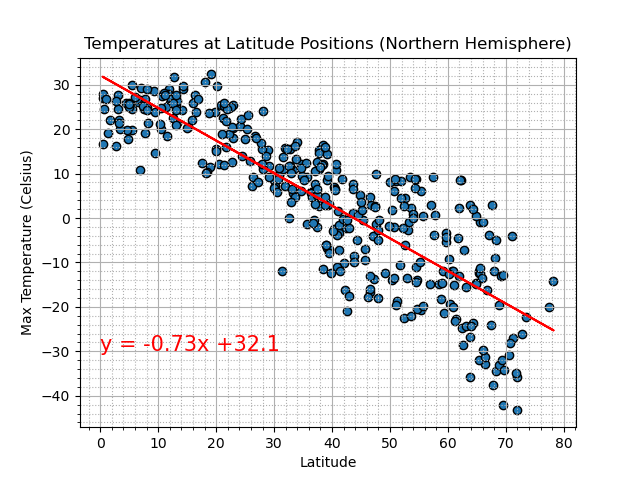 Temperatures at Latitude Positions (Northern Hemisphere)
30
20
10
0
−10
−20
−30
−40
Max Temperature (Celsius)
y = -0.73x +32.1
0 10 20 30 40 50 60 70 80
Latitude